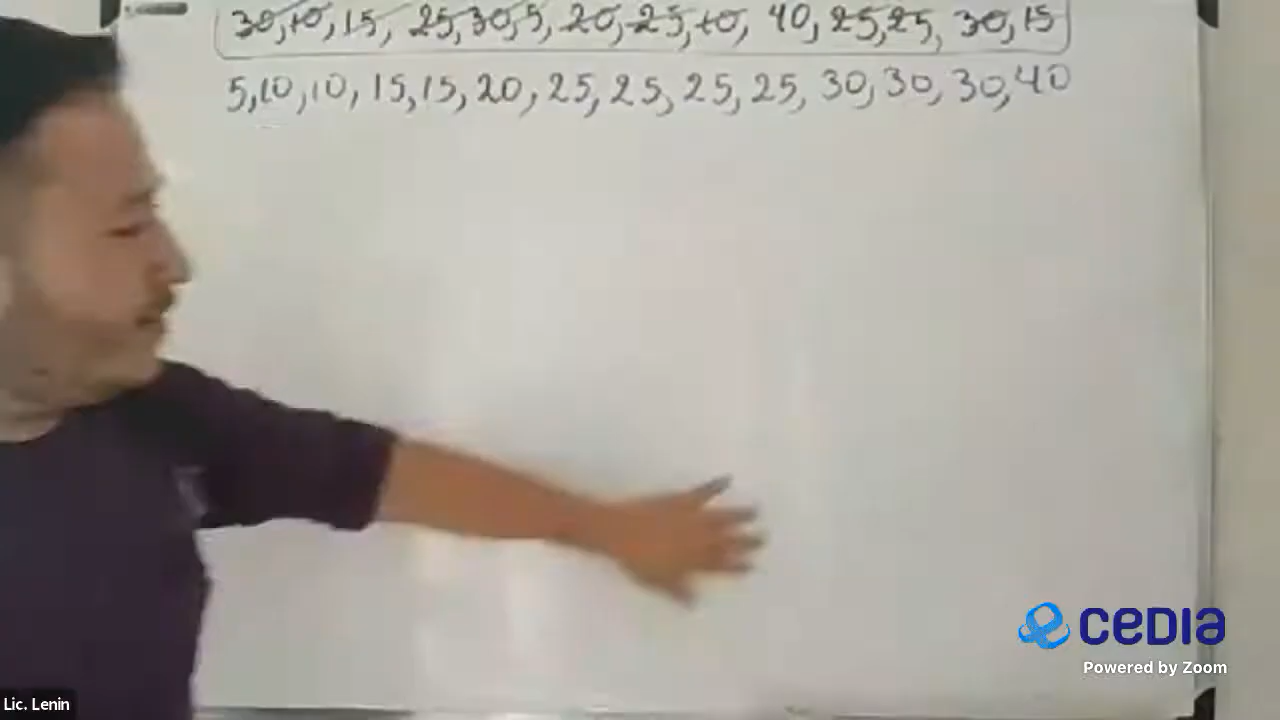 30, 10, 15, 25, 30, 5, 20, 25, 10, 40, 25, 25, 30, 15
5, 10, 10, 15, 15, 20, 25, 25, 25, 25, 30, 30, 30, 40
cedia
Powered by Zoom
Lic. Lenin